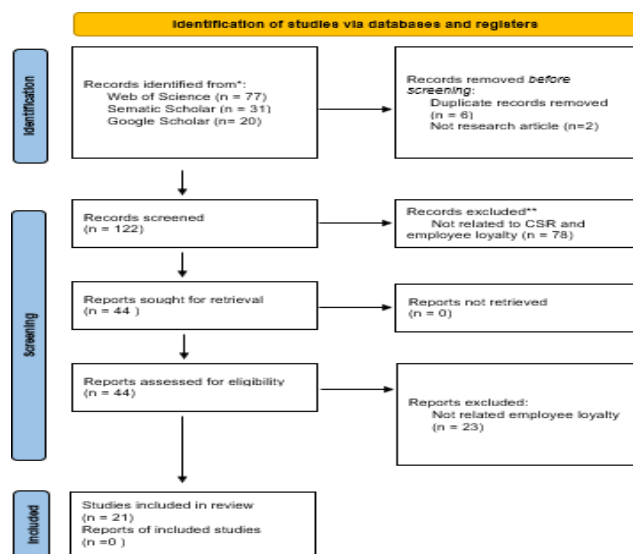 Identification of studies via databases and registers
Identification
Records identified from*:
Web of Science (n = 77)
Sematic Scholar (n = 31)
Google Scholar (n= 20)
Records removed before
screening:
Duplicate records removed
(n = 6)
Not research article (n=2)
Screening
Records screened
(n = 122)
Records excluded**
Not related to CSR and
employee loyalty (n = 78)
Reports sought for retrieval
(n = 44 )
Reports not retrieved
(n = 0)
Reports assessed for eligibility
(n = 44)
Reports excluded:
Not related employee loyalty
(n = 23)
Included
Studies included in review
(n = 21)
Reports of included studies
(n =0 )